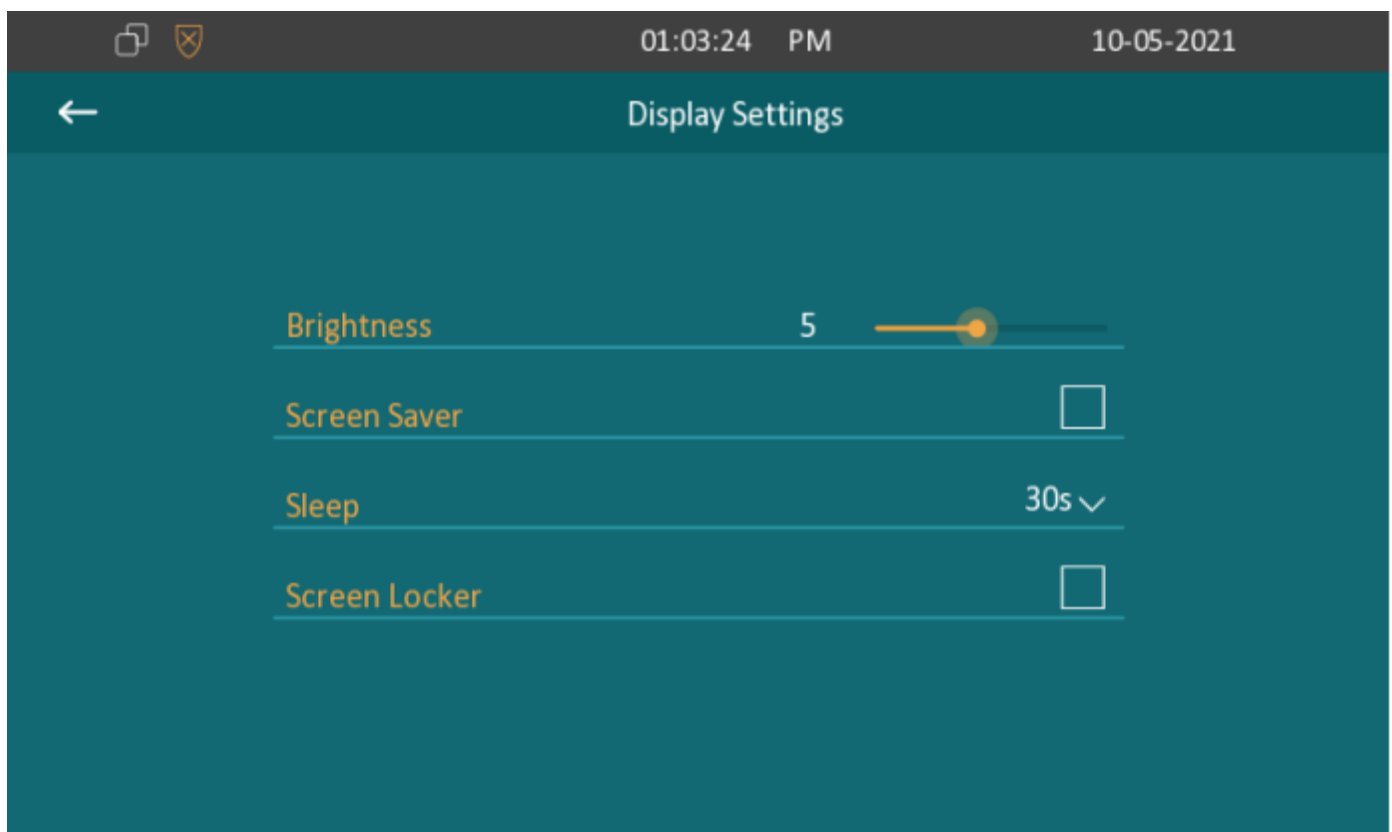 01:03:24 PM 10-05-2021
Display Settings
Brightness 5
Screen Saver
Sleep 30s
Screen Locker